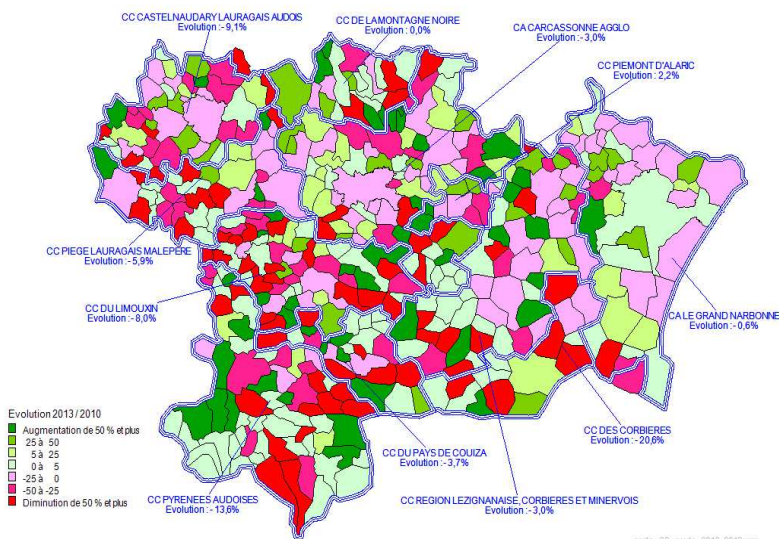 CC CASTELNAUDARY LAURAGAIS AUDOIS
Evolution : - 9,1%
CC DE LA MONTAGNE NOIRE
Evolution : 0,0%
CA CARCASSONNE AGGLO
Evolution : - 3,0%
CC PIEMONT D'ALARIC
Evolution : 2,2%
CC PIEGE LAURAGAIS MALEPERE
Evolution : - 5,9%
CC DU LIMOUXIN
Evolution : - 8,0%
CA LE GRAND NARBONNE
Evolution : - 0,6%
CC DES CORBIERES
Evolution : - 20,6%
CC DU PAYS DE COUIZA
Evolution : - 3,7%
CC REGION LEZIGNANAISE, CORBIERES ET MINERVOIS
Evolution : - 3,0%
CC PYRENEES AUDOISES
Evolution : - 13,6%
Evolution 2013 / 2010
Augmentation de 50 % et plus
25 à 50
5 à 25
0 à 5
-25 à 0
-50 à -25
Diminution de 50 % et plus